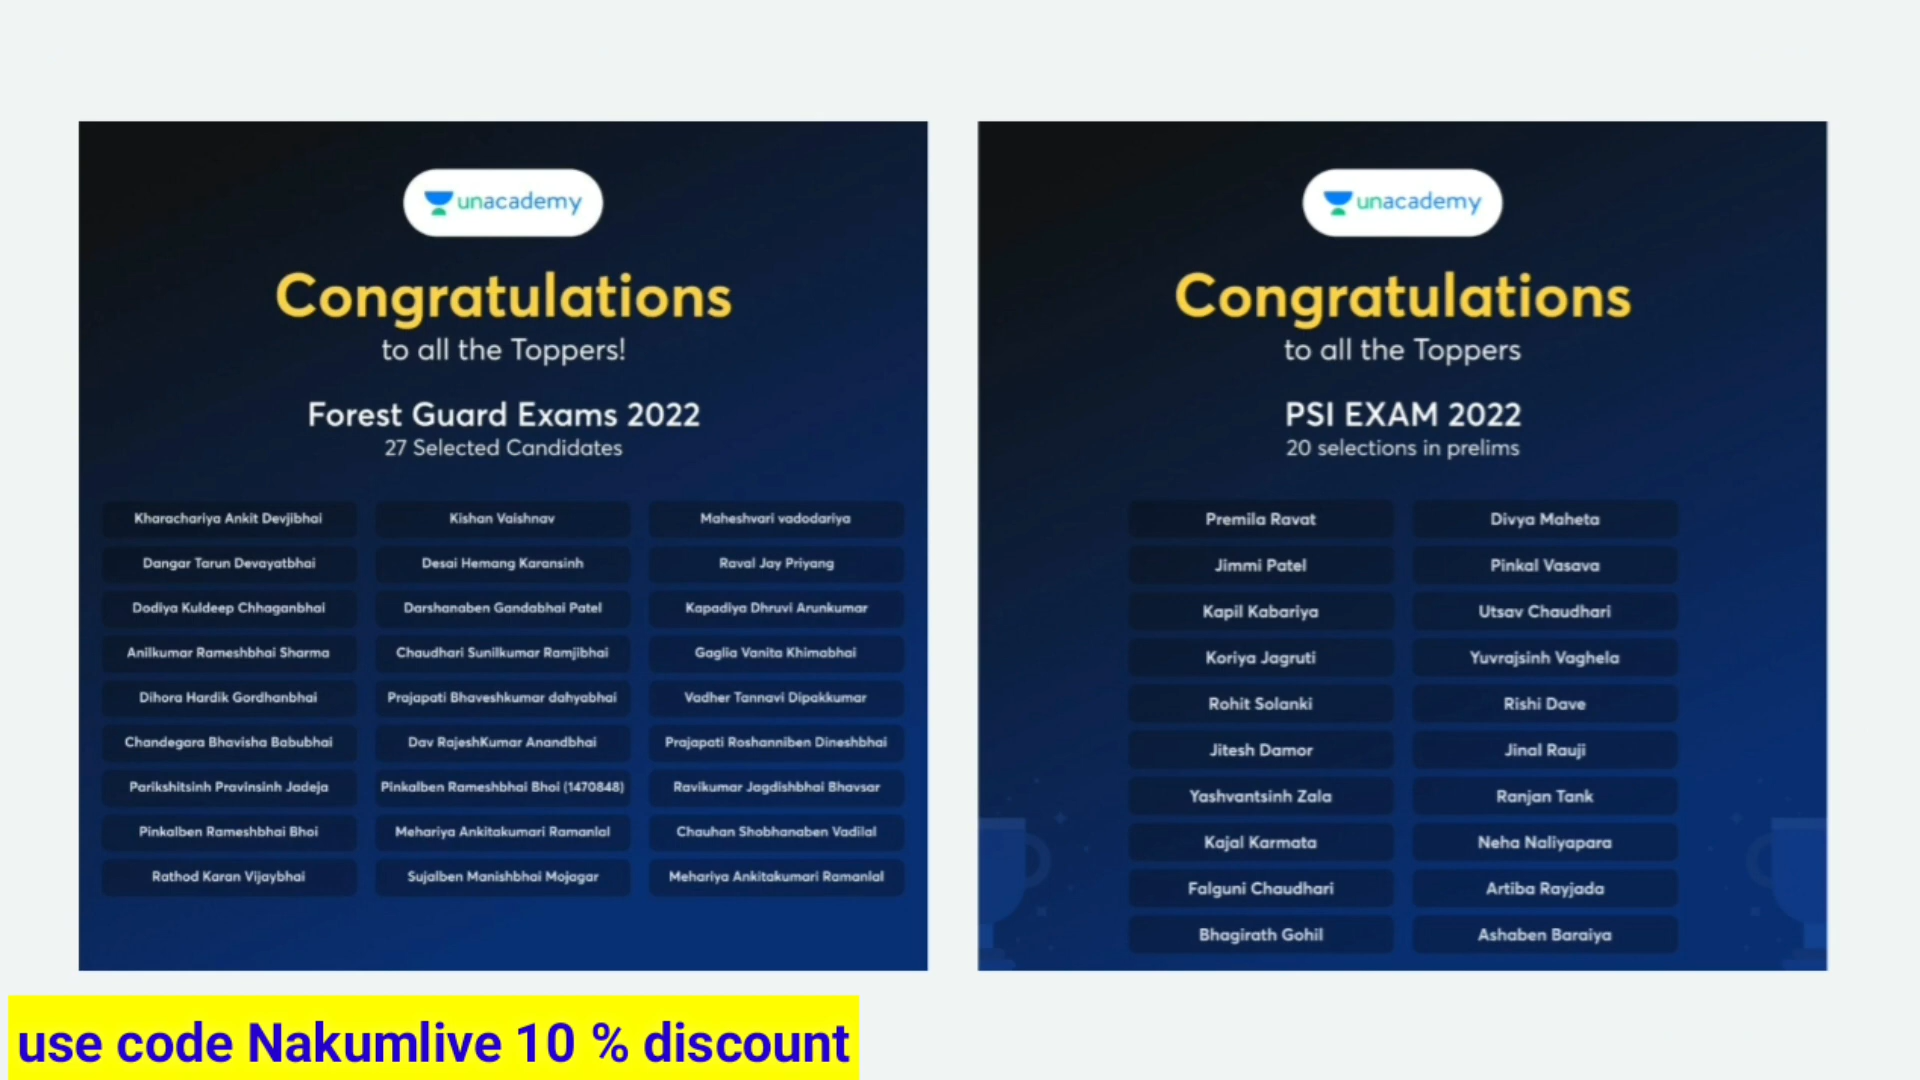 unacademy
Congratulations
to all the Toppers!
Forest Guard Exams 2022
27 Selected Candidates
Kharachariya Ankit Devjibhai
Kishan Vaishnav
Maheshvari vadodariya
Dangar Tarun Devayatbhai
Desai Hemang Karansinh
Raval Jay Priyang
Dodiya Kuldeep Chhaganbhai
Darshanaben Gandabhai Patel
Kapadiya Dhruvi Arunkumar
Anilkumar Rameshbhai Sharma
Chaudhari Sunilkumar Ramjibhai
Gaglia Vanita Khimabhai
Dihora Hardik Gordhanbhai
Prajapati Bhaveshkumar dahyabhai
Vadher Tannavi Dipakkumar
Chandegara Bhavisha Babubhai
Dav RajeshKumar Anandbhai
Prajapati Roshanniben Dineshbhai
Parikshitsinh Pravinsinh Jadeja
Pinkalben Rameshbhai Bhoi (1470848)
Ravikumar Jagdishbhai Bhavsar
Pinkalben Rameshbhai Bhoi
Mehariya Ankitakumari Ramanlal
Chauhan Shobhanaben Vadilal
Rathod Karan Vijaybhai
Sujalben Manishbhai Mojagar
Mehariya Ankitakumari Ramanlal
unacademy
Congratulations
to all the Toppers
PSI EXAM 2022
20 selections in prelims
Premila Ravat
Divya Maheta
Jimmi Patel
Pinkal Vasava
Kapil Kabariya
Utsav Chaudhari
Koriya Jagruti
Yuvrajsinh Vaghela
Rohit Solanki
Rishi Dave
Jitesh Damor
Jinal Rauji
Yashvantsinh Zala
Ranjan Tank
Kajal Karmata
Neha Naliyapara
Falguni Chaudhari
Artiba Rayjada
Bhagirath Gohil
Ashaben Baraiya
use code Nakumlive 10 % discount